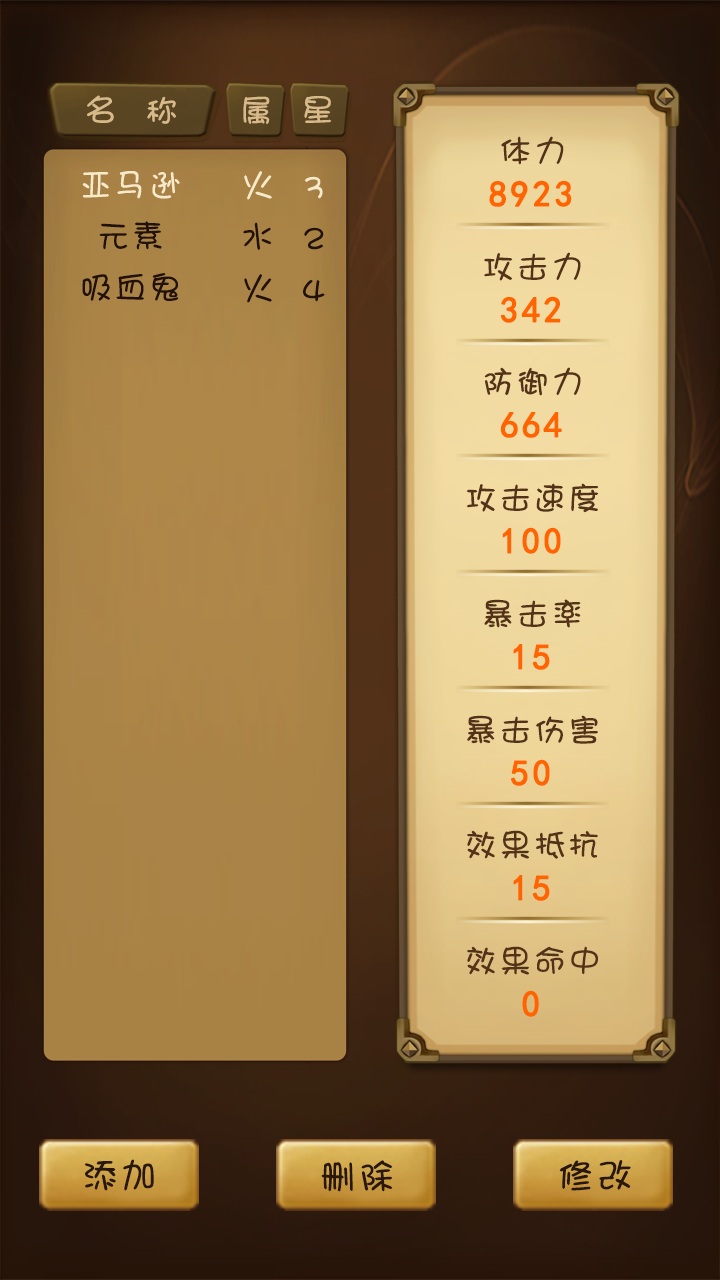 名 称 属 星
亚马逊 火 3
元素 水 2
吸血鬼 火 4
体力
8923
攻击力
342
防御力
664
攻击速度
100
暴击率
15
暴击伤害
50
效果抵抗
15
效果命中
0
添加 删除 修改